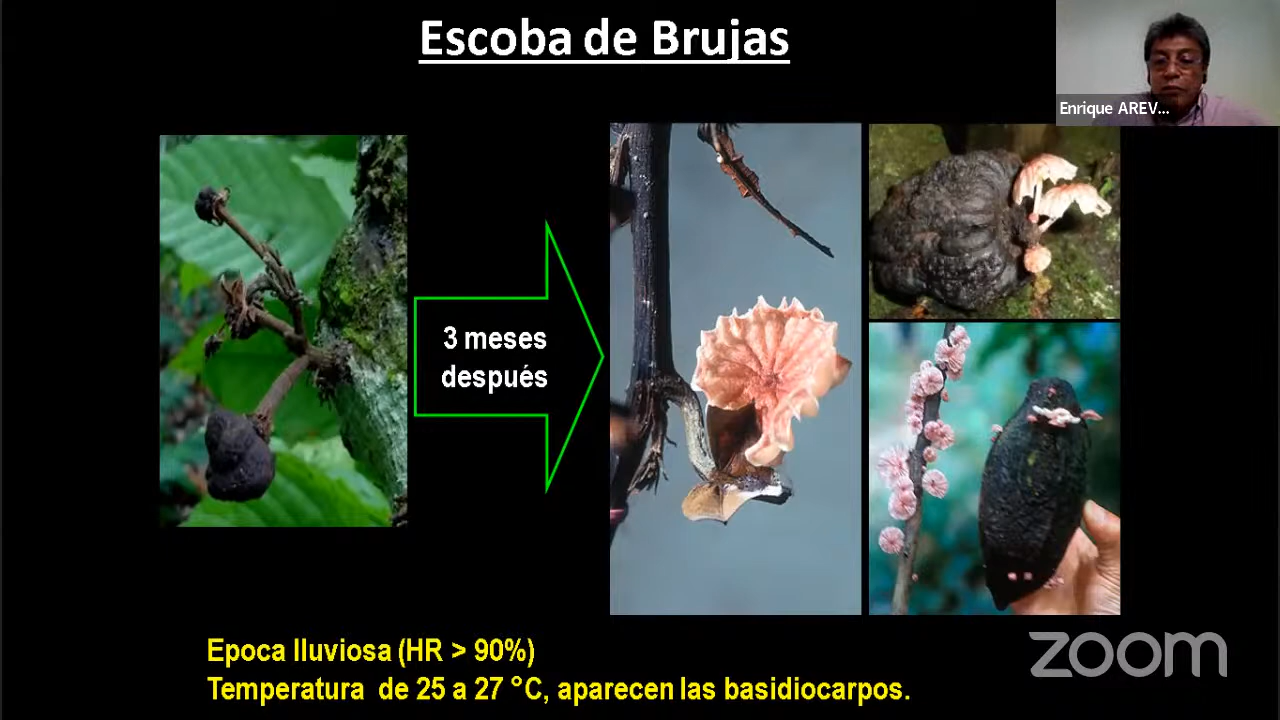 Escoba de Brujas
Enrique AREV...
3 meses
después
Epoca lluviosa (HR > 90%)
Temperatura de 25 a 27 °C, aparecen las basidiocarpos.
zoom